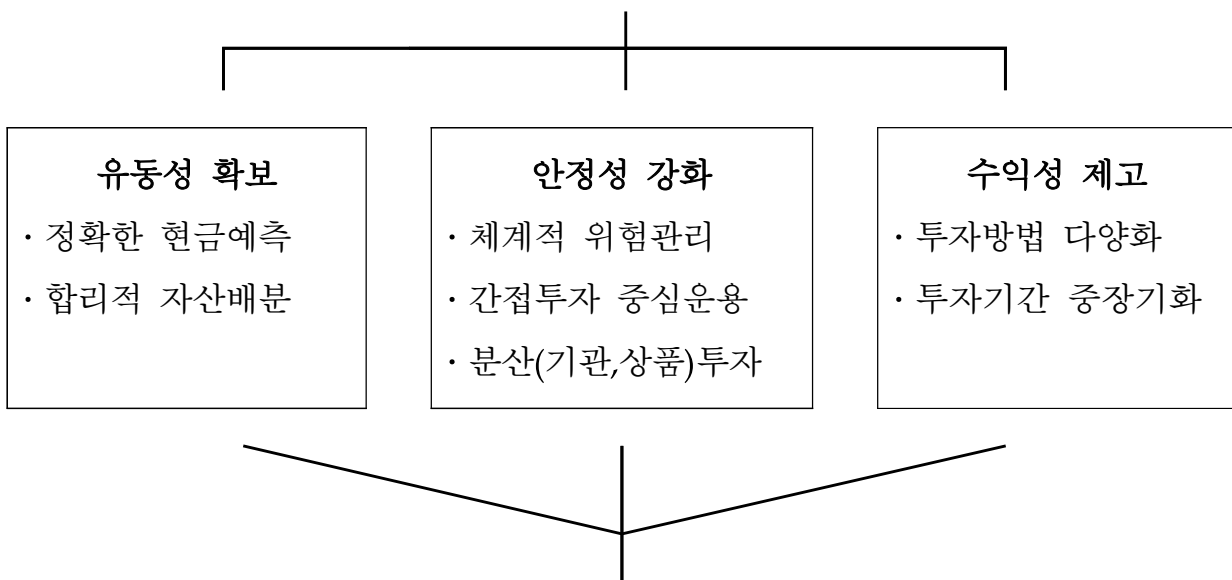 유동성 확보
· 정확한 현금예측
· 합리적 자산배분
안정성 강화
· 체계적 위험관리
· 간접투자 중심운용
· 분산(기관,상품)투자
수익성 제고
· 투자방법 다양화
· 투자기간 중장기화